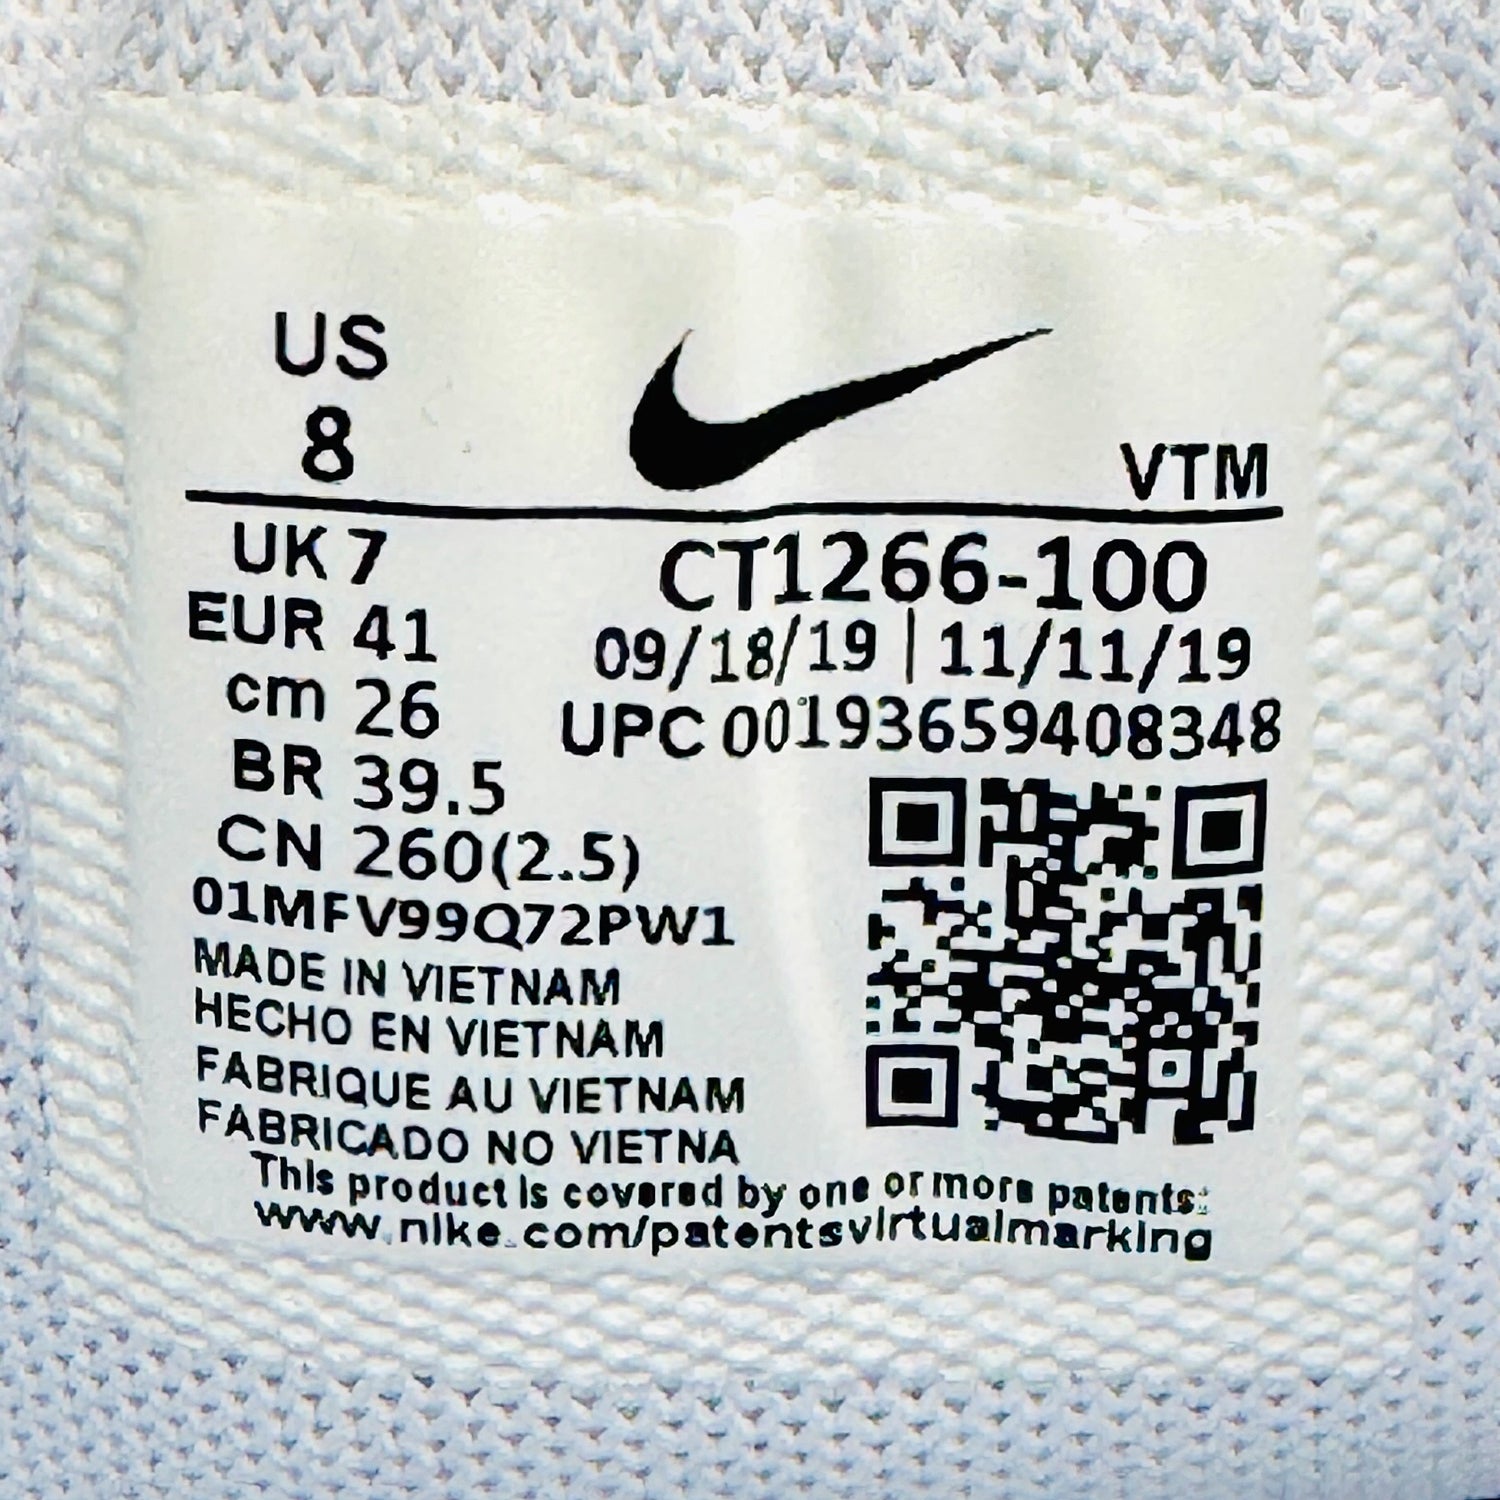 US
8
VTM
UK 7
EUR 41
cm 26
BR 39.5
CN 260(2.5)
CT1266-100
09/18/19 | 11/11/19
UPC 00193659408348
01MFV99Q72PW1
MADE IN VIETNAM
HECHO EN VIETNAM
FABRIQUE AU VIETNAM
FABRICADO NO VIETNA
This product is covered by one or more patents:
www.nike.com/patentsvirtualmarking